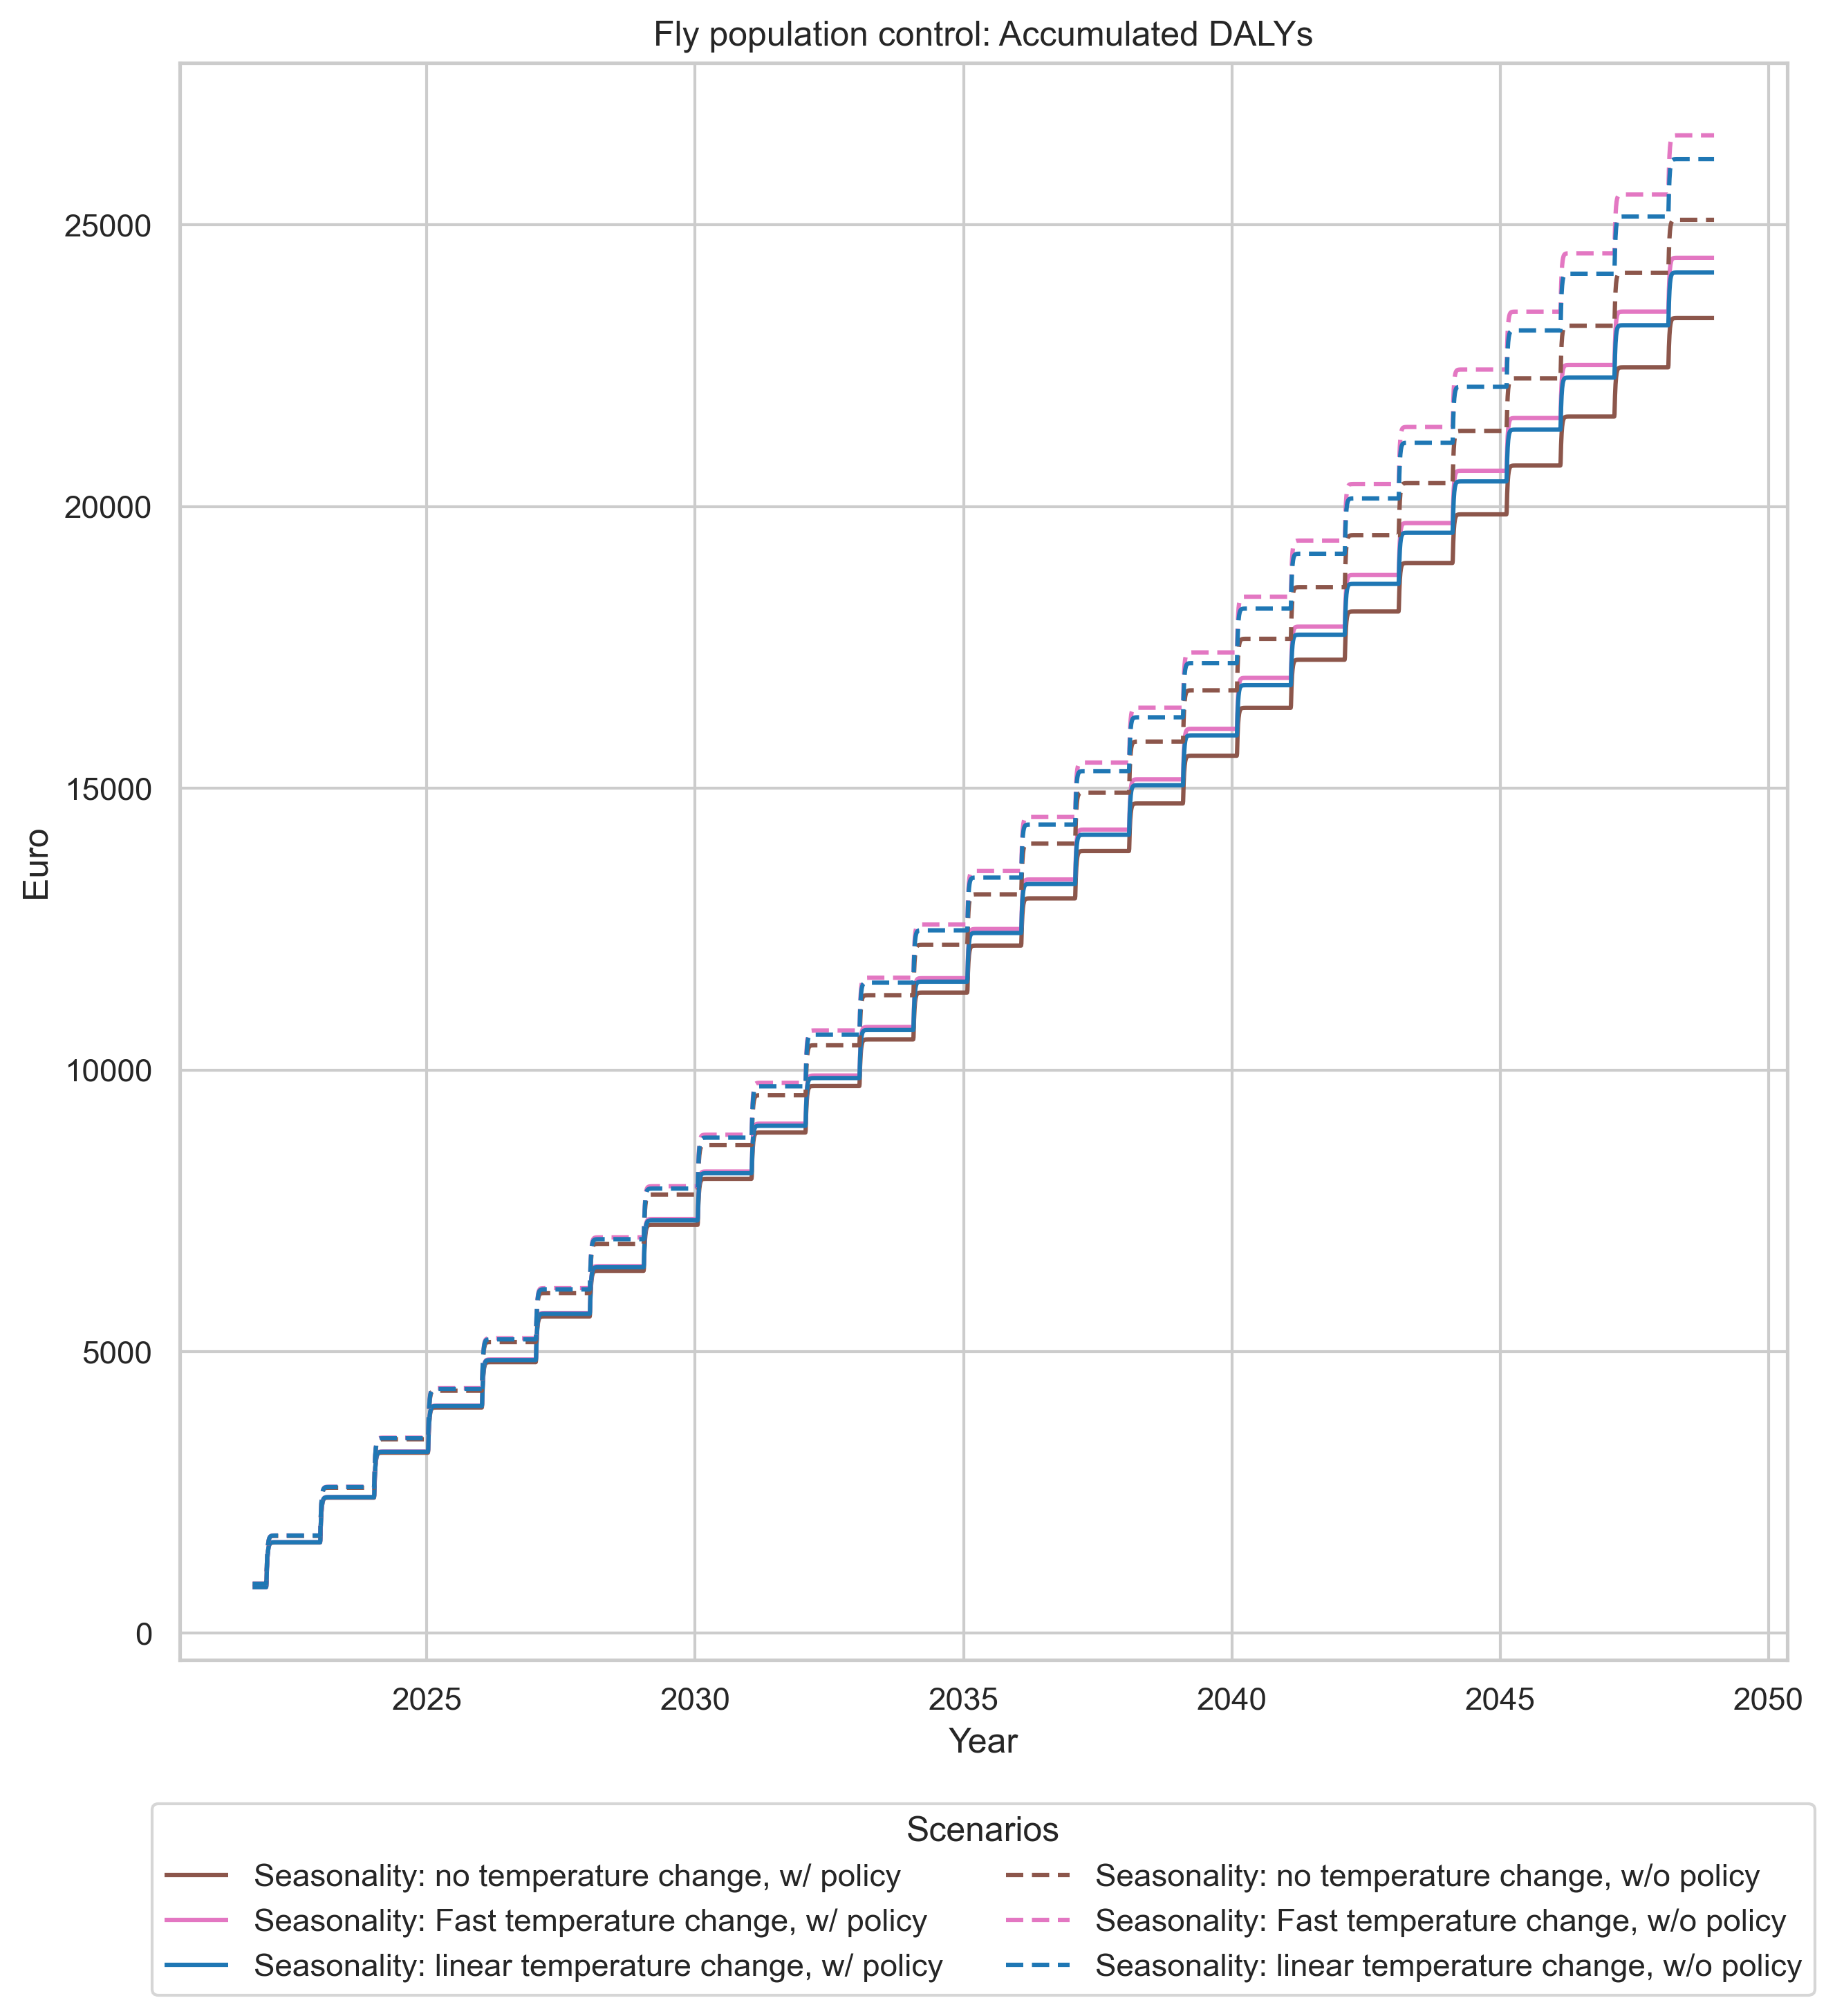 Fly population control: Accumulated DALYs
25000
20000
15000
10000
5000
0
Euro
2025 2030 2035 2040 2045 2050
Year
Scenarios
Seasonality: no temperature change, w/ policy
Seasonality: Fast temperature change, w/ policy
Seasonality: linear temperature change, w/ policy
Seasonality: no temperature change, w/o policy
Seasonality: Fast temperature change, w/o policy
Seasonality: linear temperature change, w/o policy